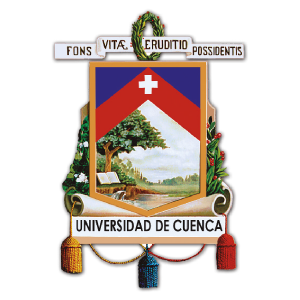 FONS VITÆ ERUDITIO POSSIDENTIS
UNIVERSIDAD DE CUENCA